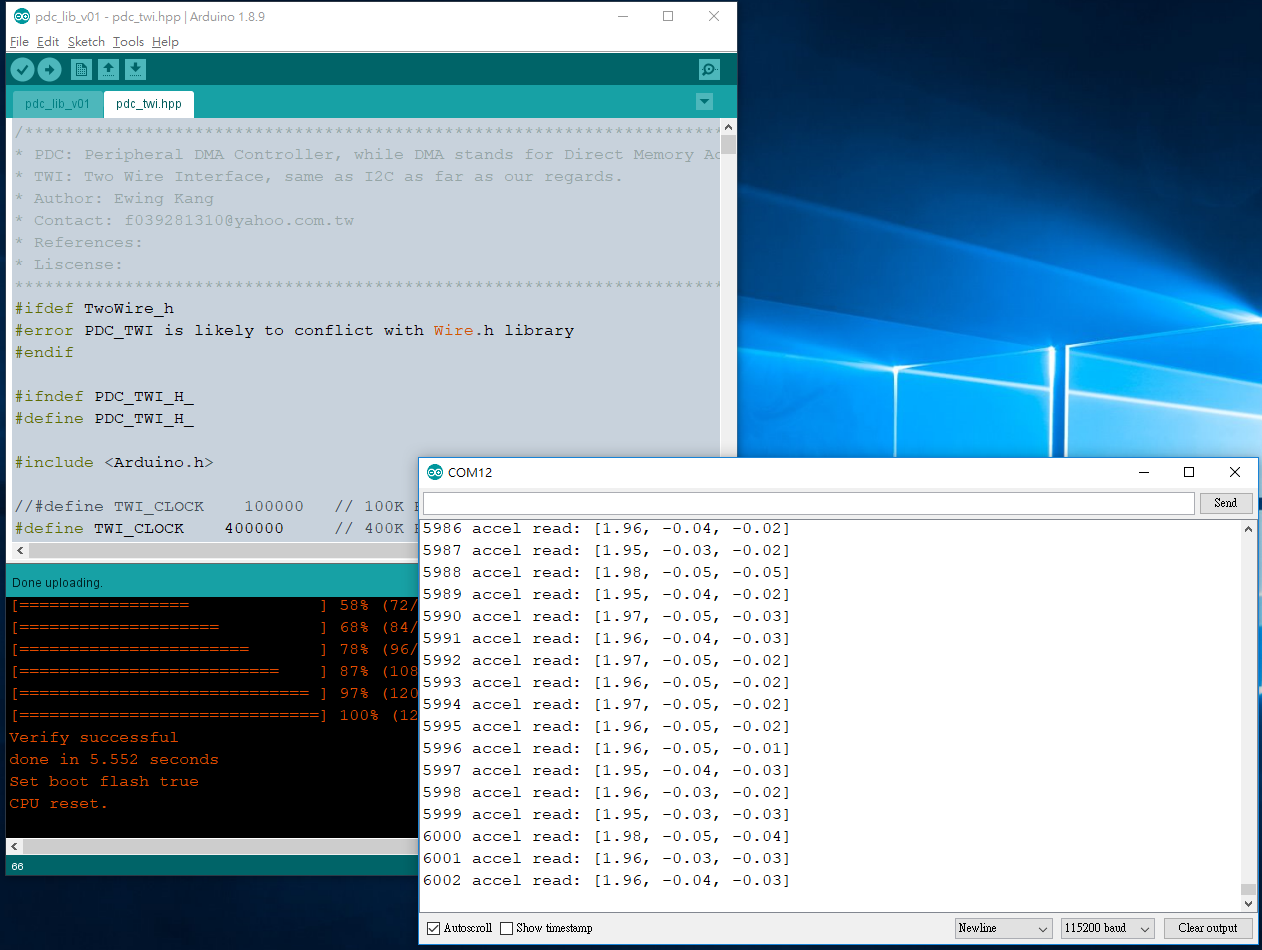 pdc_lib_v01 - pdc_twi.hpp | Arduino 1.8.9
File Edit Sketch Tools Help
pdc_lib_v01 pdc_twi.hpp
/***********************************************************************
* PDC: Peripheral DMA Controller, while DMA stands for Direct Memory Ac
* TWI: Two Wire Interface, same as I2C as far as our regards.
* Author: Ewing Kang
* Contact: f039281310@yahoo.com.tw
* References:
* Liscense:
************************************************************************
#ifdef TwoWire_h
#error PDC_TWI is likely to conflict with Wire.h library
#endif
#ifndef PDC_TWI_H_
#define PDC_TWI_H_
#include <Arduino.h>
//#define TWI_CLOCK    100000   // 100K
#define TWI_CLOCK    400000     // 400K
Done uploading.
[=================             ] 58% (72/
[====================          ] 68% (84/
[=======================       ] 78% (96/
[==========================    ] 87% (108
[============================= ] 97% (120
[==============================] 100% (12
Verify successful
done in 5.552 seconds
Set boot flash true
CPU reset.
66
COM12
Send
5986 accel read: [1.96, -0.04, -0.02]
5987 accel read: [1.95, -0.03, -0.02]
5988 accel read: [1.98, -0.05, -0.05]
5989 accel read: [1.95, -0.04, -0.02]
5990 accel read: [1.97, -0.05, -0.03]
5991 accel read: [1.96, -0.04, -0.03]
5992 accel read: [1.97, -0.05, -0.02]
5993 accel read: [1.96, -0.05, -0.02]
5994 accel read: [1.97, -0.05, -0.02]
5995 accel read: [1.96, -0.05, -0.02]
5996 accel read: [1.96, -0.05, -0.01]
5997 accel read: [1.95, -0.04, -0.03]
5998 accel read: [1.96, -0.03, -0.02]
5999 accel read: [1.95, -0.03, -0.03]
6000 accel read: [1.98, -0.05, -0.04]
6001 accel read: [1.96, -0.03, -0.03]
6002 accel read: [1.96, -0.04, -0.03]
Autoscroll Show timestamp Newline 115200 baud Clear output